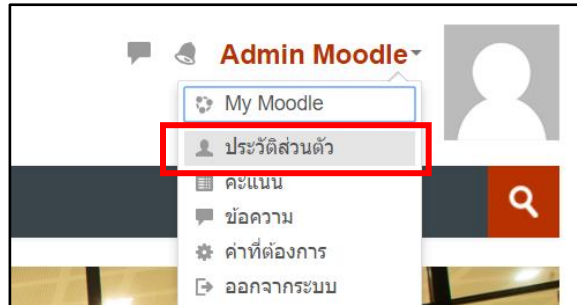 Admin Moodle
My Moodle
ประวัติส่วนตัว
คะแนน
ข้อความ
ค่าที่ต้องการ
ออกจากระบบ